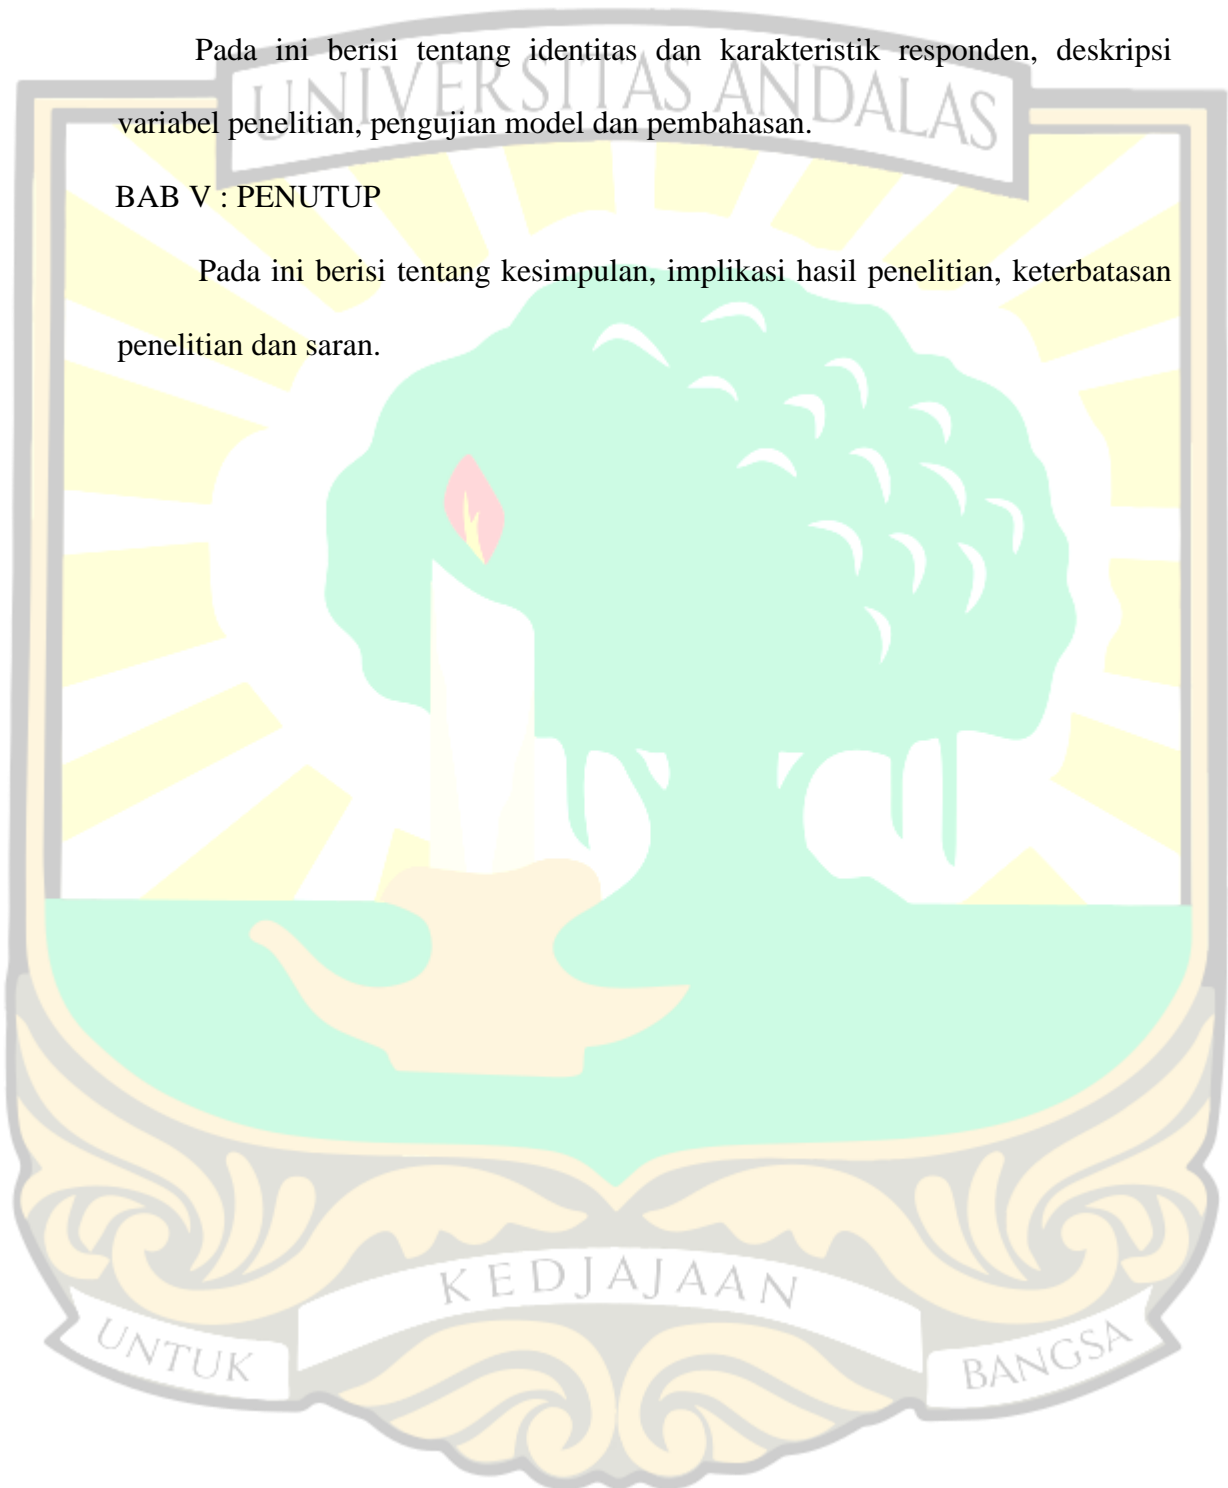 Pada ini berisi tentang identitas dan karakteristik responden, deskripsi
UNIVERSITAS ANDALAS
variabel penelitian, pengujian model dan pembahasan.
BAB V : PENUTUP
Pada ini berisi tentang kesimpulan, implikasi hasil penelitian, keterbatasan
penelitian dan saran.
UNTUK
KEDJAJAAN
BANGSA